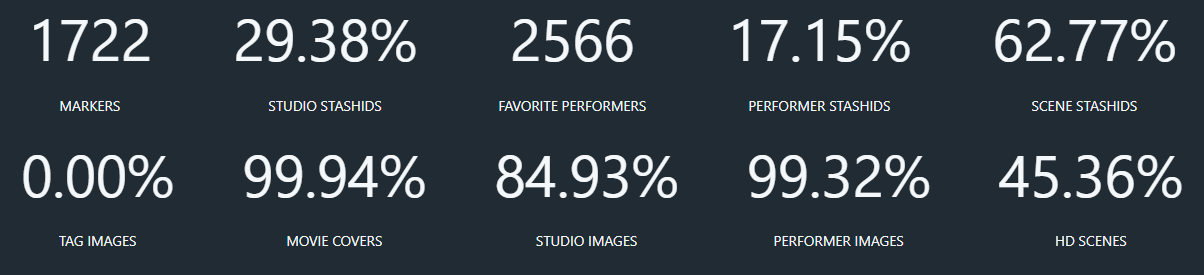 1722 29.38% 2566 17.15% 62.77%
MARKERS STUDIO STASHIDS FAVORITE PERFORMERS PERFORMER STASHIDS SCENE STASHIDS
0.00% 99.94% 84.93% 99.32% 45.36%
TAG IMAGES MOVIE COVERS STUDIO IMAGES PERFORMER IMAGES HD SCENES